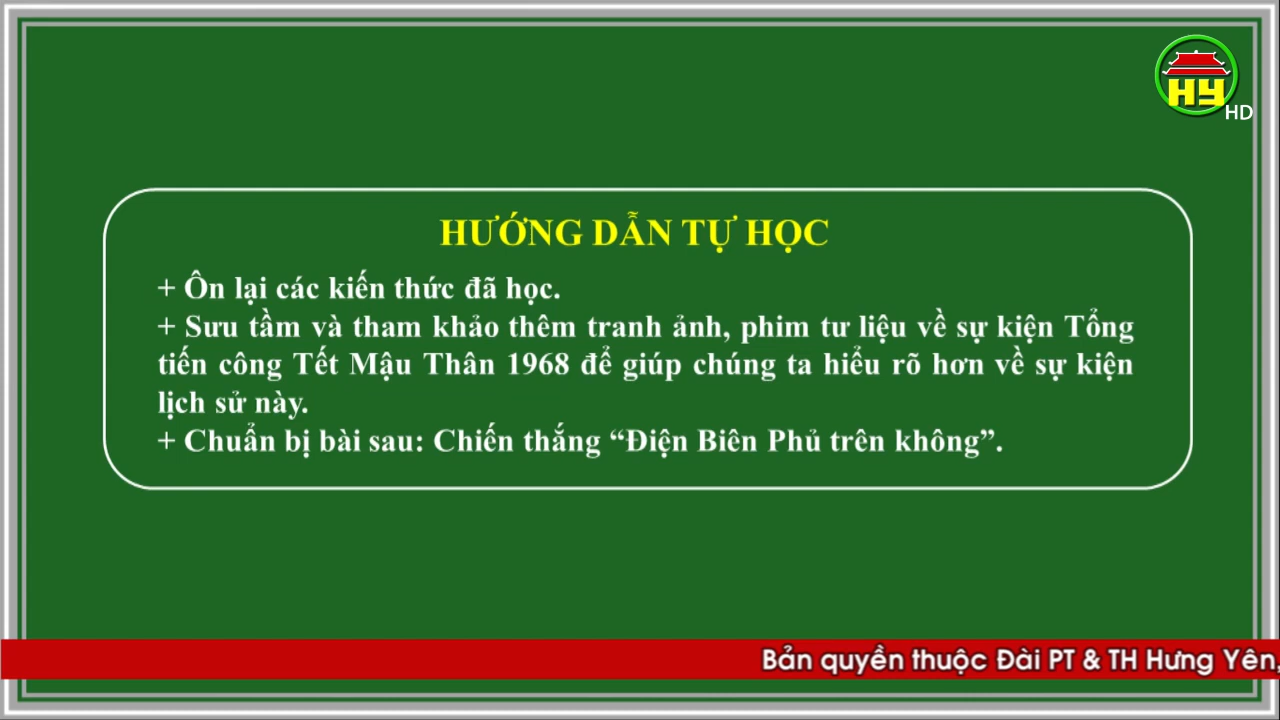 HY
HD
HƯỚNG DẪN TỰ HỌC
+ Ôn lại các kiến thức đã học.
+ Sưu tầm và tham khảo thêm tranh ảnh, phim tư liệu về sự kiện Tổng
tiến công Tết Mậu Thân 1968 để giúp chúng ta hiểu rõ hơn về sự kiện
lịch sử này.
+ Chuẩn bị bài sau: Chiến thắng “Điện Biên Phủ trên không”.
Bản quyền thuộc Đài PT & TH Hưng Yên,